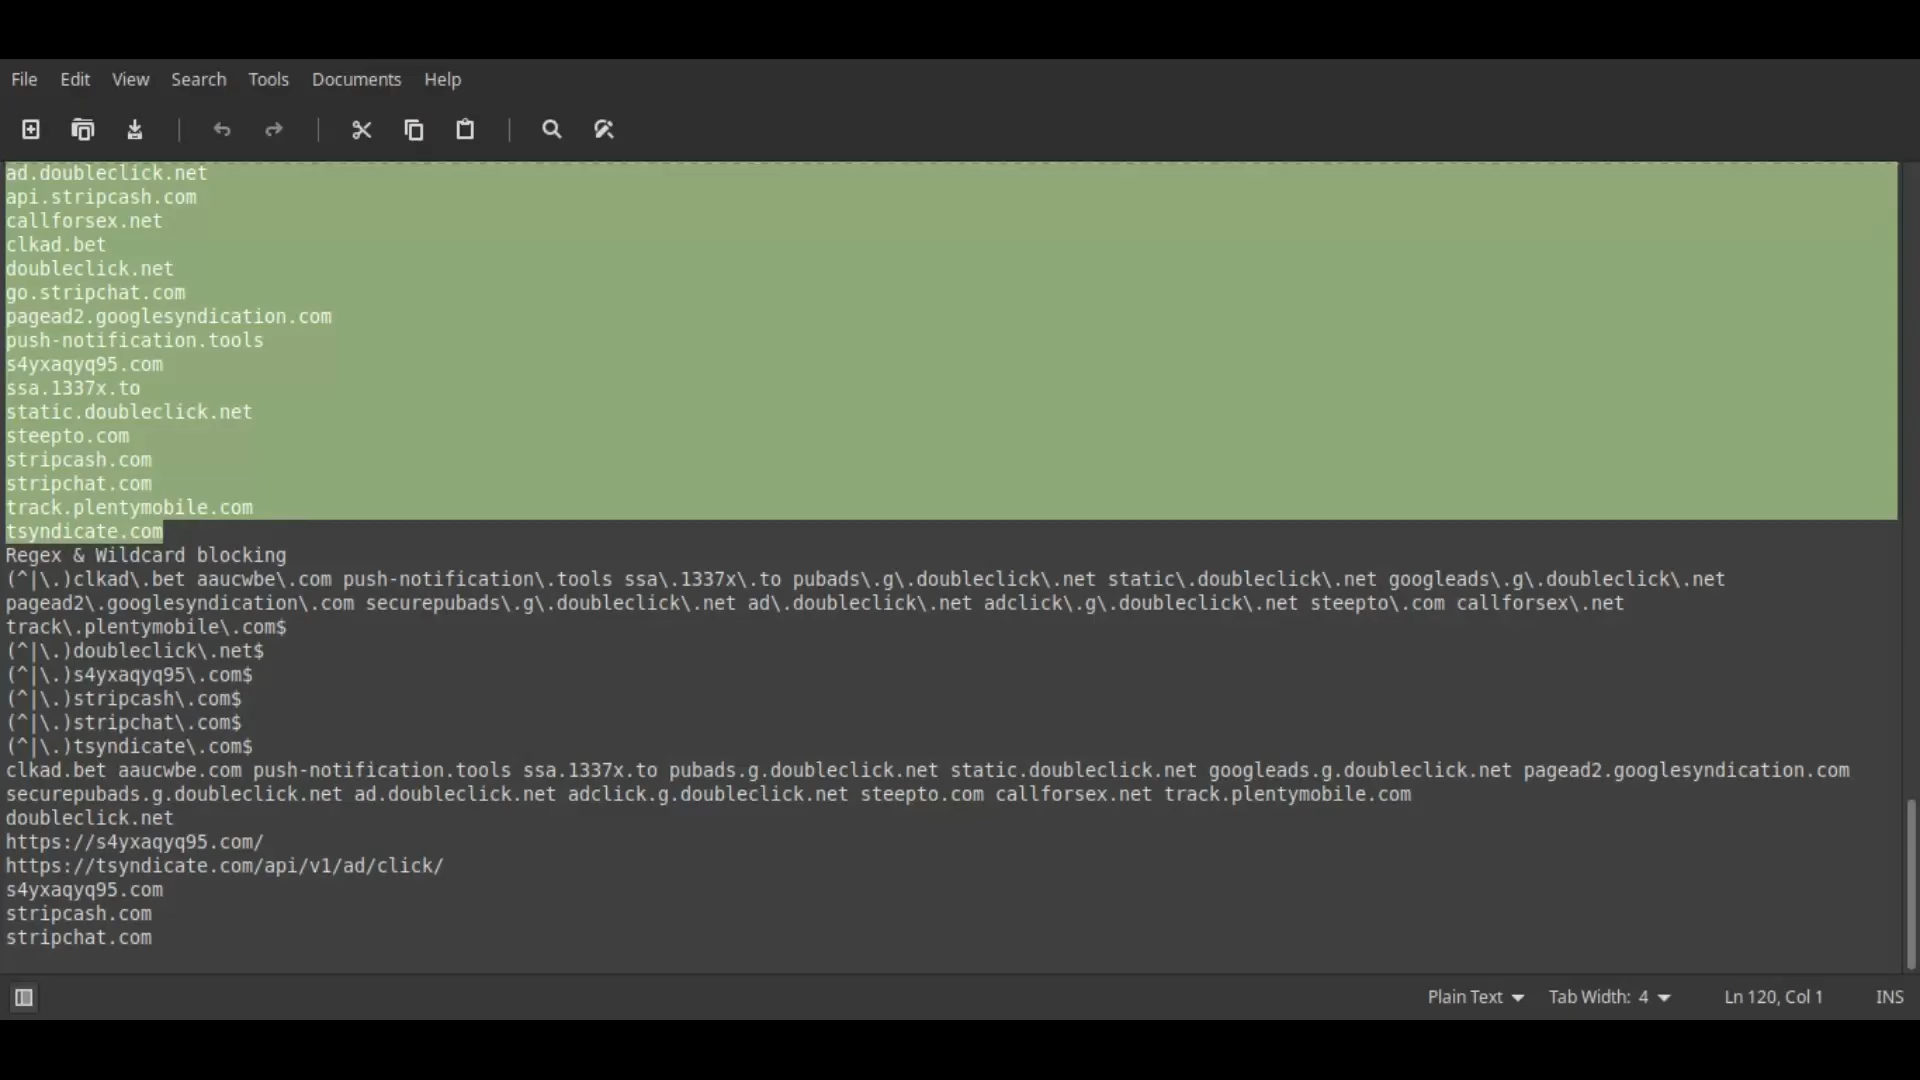 File Edit View Search Tools Documents Help
ad.doubleclick.net
api.stripcash.com
callforsex.net
clkad.bet
doubleclick.net
go.stripchat.com
pagead2.googlesyndication.com
push-notification.tools
s4yxaqyq95.com
ssa.1337x.to
static.doubleclick.net
steepto.com
stripcash.com
stripchat.com
track.plentymobile.com
tsyndicate.com
Regex & Wildcard blocking
(^|\.)clkad\.bet aaucwbe\.com push-notification\.tools ssa\.1337x\.to pubads\.g\.doubleclick\.net static\.doubleclick\.net googleads\.g\.doubleclick\.net
pagead2\.googlesyndication\.com securepubads\.g\.doubleclick\.net ad\.doubleclick\.net adclick\.g\.doubleclick\.net steepto\.com callforsex\.net
track\.plentymobile\.com$
(^|\.)doubleclick\.net$
(^|\.)s4yxaqyq95\.com$
(^|\.)stripcash\.com$
(^|\.)stripchat\.com$
(^|\.)tsyndicate\.com$
clkad.bet aaucwbe.com push-notification.tools ssa.1337x.to pubads.g.doubleclick.net static.doubleclick.net googleads.g.doubleclick.net pagead2.googlesyndication.com
securepubads.g.doubleclick.net ad.doubleclick.net adclick.g.doubleclick.net steepto.com callforsex.net track.plentymobile.com
doubleclick.net
https://s4yxaqyq95.com/
https://tsyndicate.com/api/v1/ad/click/
s4yxaqyq95.com
stripcash.com
stripchat.com
Plain Text Tab Width: 4 Ln 120, Col 1 INS